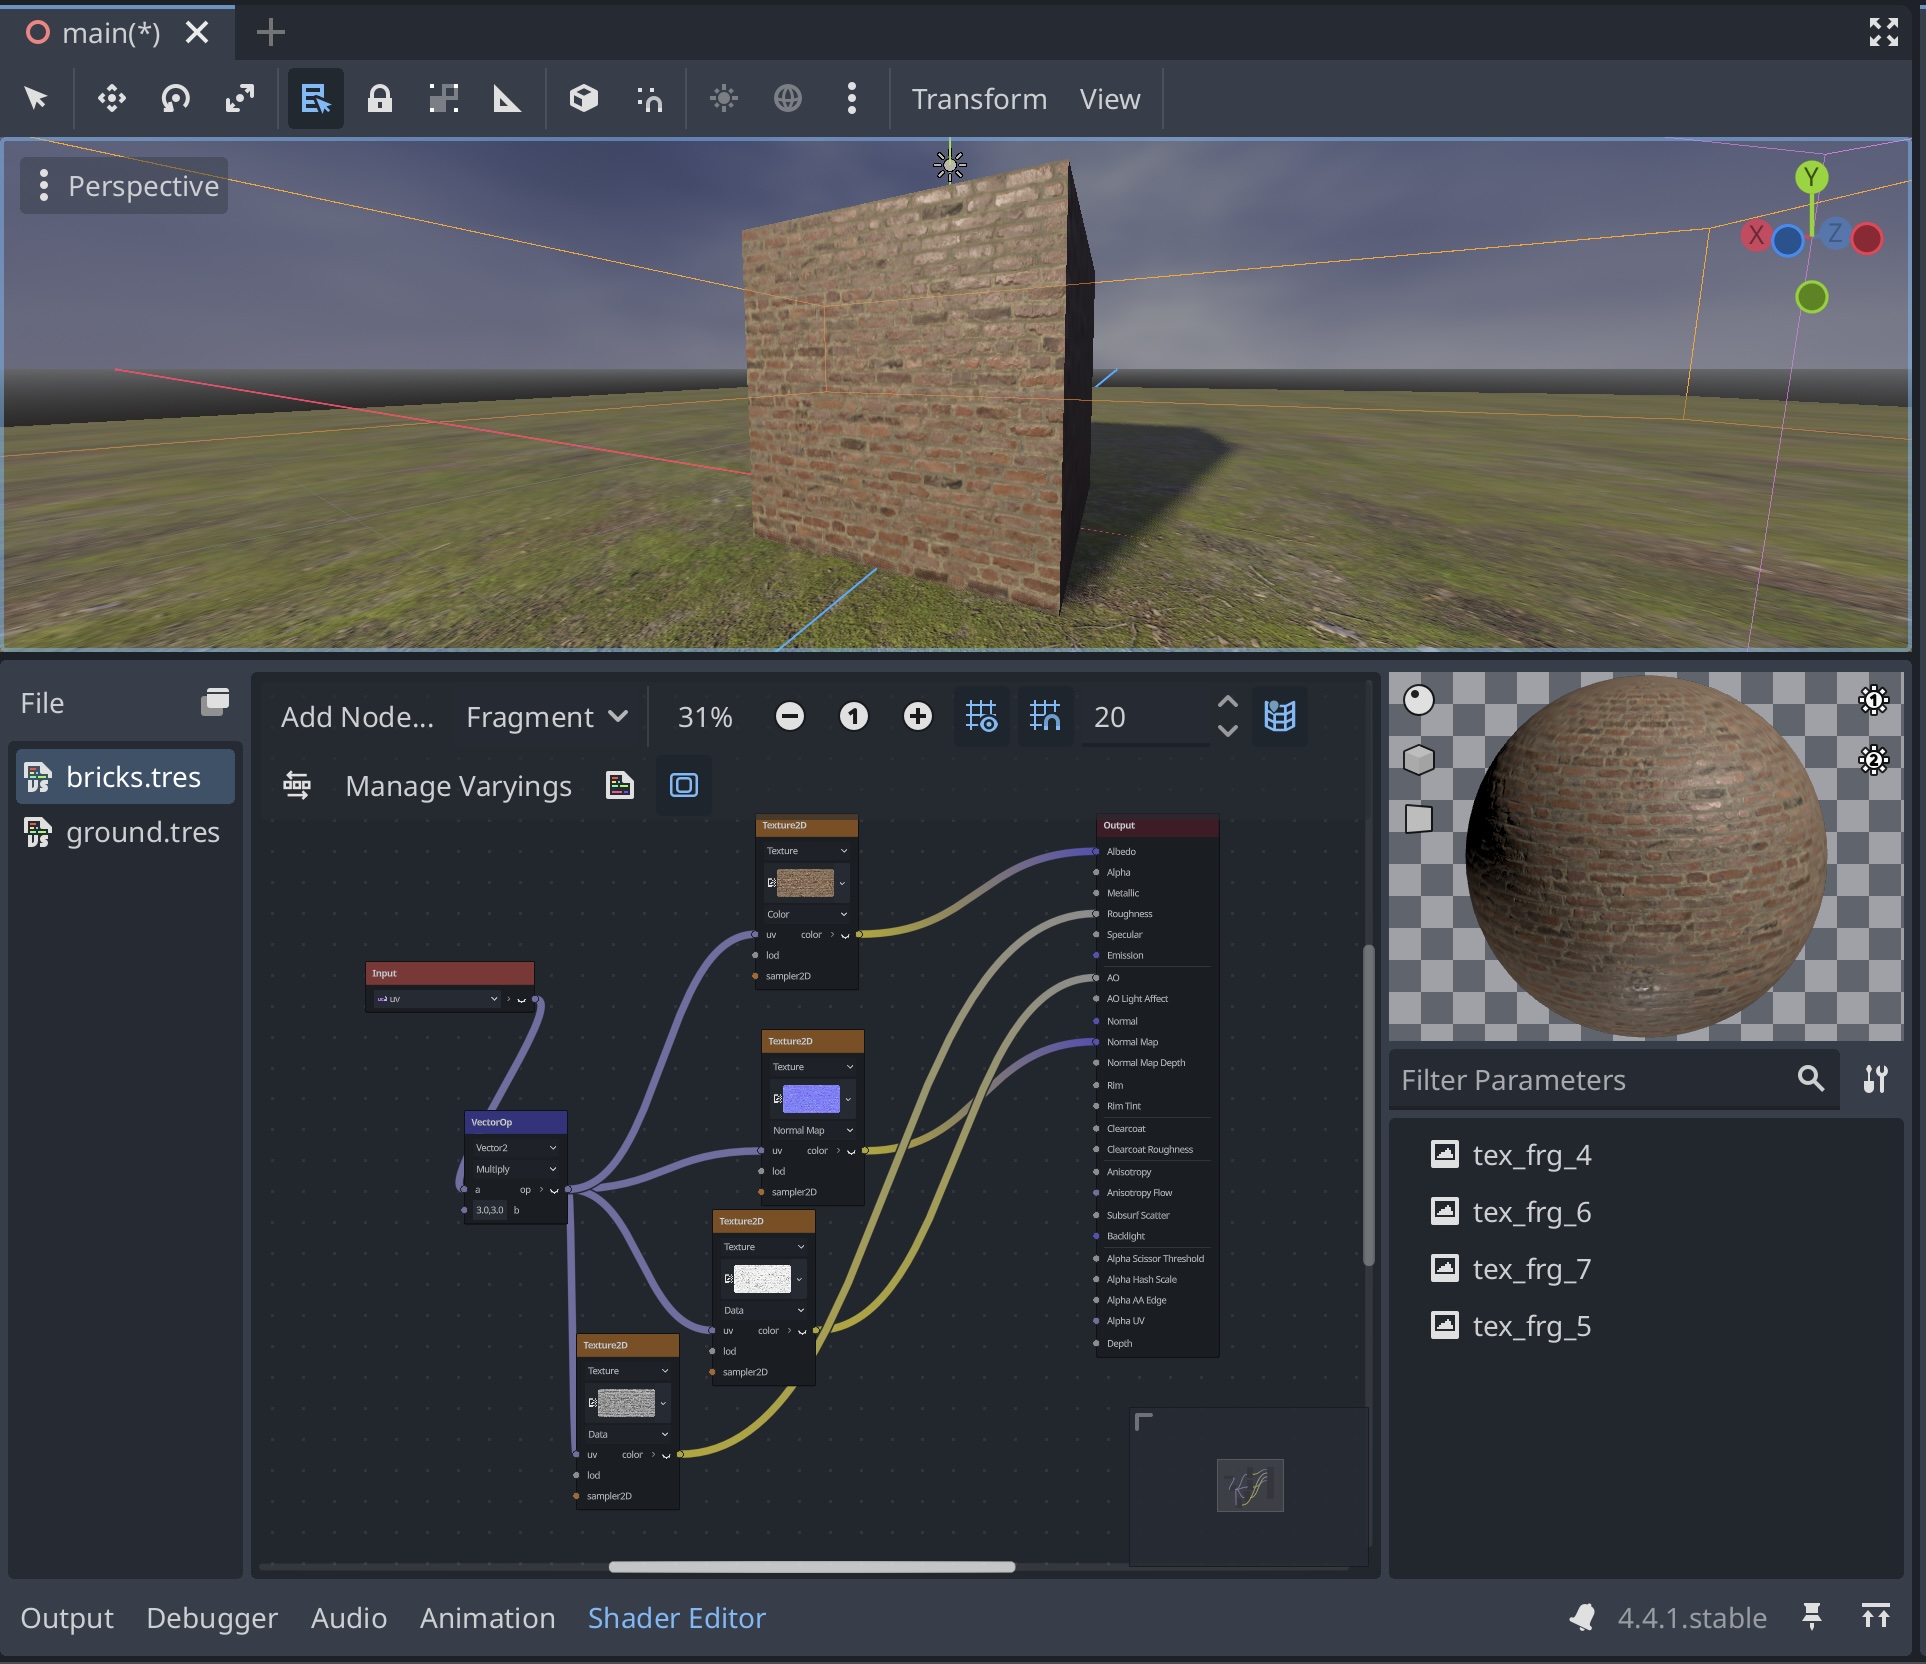 main(*)
Transform View
Perspective
Y
X Z
File
bricks.tres
ground.tres
Add Node... Fragment 31% 1 20
Manage Varyings
Texture2D
Texture
Color
uv color
lod
sampler2D
Input
uv
VectorOp
Vector2
Multiply
a op
3.0,3.0 b
Texture2D
Texture
Normal Map
uv color
lod
sampler2D
Texture2D
Texture
Data
uv color
lod
sampler2D
Texture2D
Texture
Data
uv color
lod
sampler2D
Output
Albedo
Alpha
Metallic
Roughness
Specular
Emission
AO
AO Light Affect
Normal
Normal Map
Normal Map Depth
Rim
Rim Tint
Clearcoat
Clearcoat Roughness
Anisotropy
Anisotropy Flow
Subsurf Scatter
Backlight
Alpha Scissor Threshold
Alpha Hash Scale
Alpha AA Edge
Alpha UV
Depth
1
2
Filter Parameters
tex_frg_4
tex_frg_6
tex_frg_7
tex_frg_5
Output Debugger Audio Animation Shader Editor 4.4.1.stable